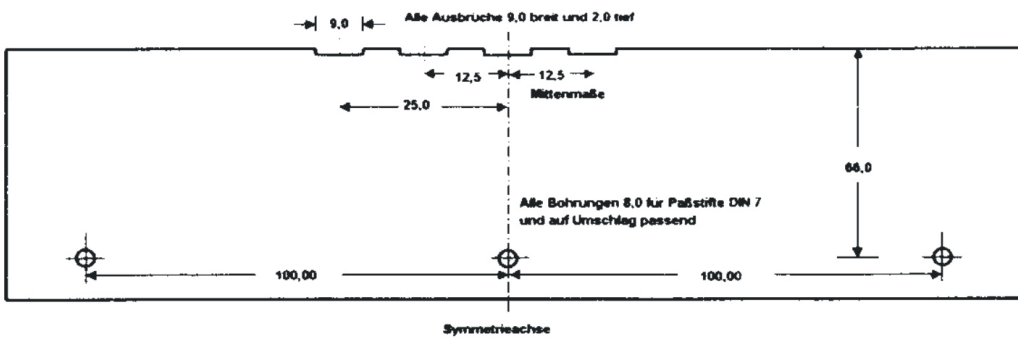 Alle Ausbrüche 9,0 breit und 2,0 tief
9,0
12,5
12,5
Mittenmaße
25,0
66,0
Alle Bohrungen 8,0 für Paßstifte DIN 7
und auf Umschlag passend
100,00
100,00
Symmetrieachse